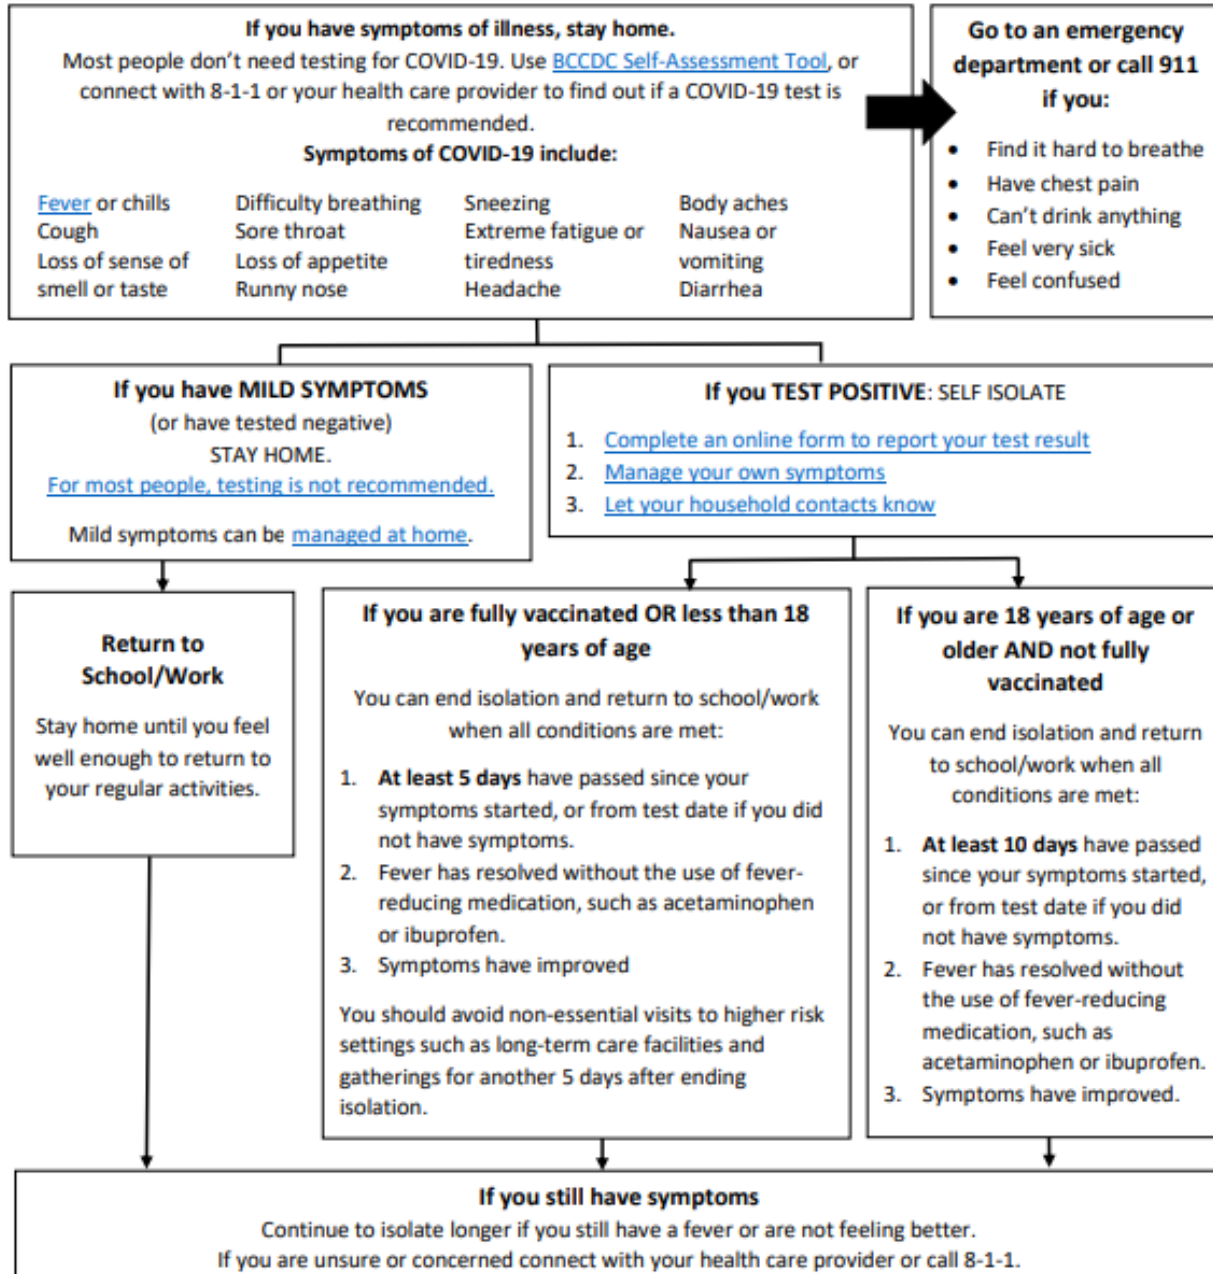 If you have symptoms of illness, stay home.
Most people don't need testing for COVID-19. Use BCCDC Self-Assessment Tool, or
connect with 8-1-1 or your health care provider to find out if a COVID-19 test is
recommended.
Symptoms of COVID-19 include:
Fever or chills
Cough
Loss of sense of
smell or taste
Difficulty breathing
Sore throat
Loss of appetite
Runny nose
Sneezing
Extreme fatigue or
tiredness
Headache
Body aches
Nausea or
vomiting
Diarrhea
Go to an emergency
department or call 911
if you:
• Find it hard to breathe
• Have chest pain
• Can't drink anything
• Feel very sick
• Feel confused
If you have MILD SYMPTOMS
(or have tested negative)
STAY HOME.
For most people, testing is not recommended.
Mild symptoms can be managed at home.
If you TEST POSITIVE: SELF ISOLATE
1. Complete an online form to report your test result
2. Manage your own symptoms
3. Let your household contacts know
Return to
School/Work
Stay home until you feel
well enough to return to
your regular activities.
If you are fully vaccinated OR less than 18
years of age
You can end isolation and return to school/work
when all conditions are met:
1. At least 5 days have passed since your
symptoms started, or from test date if you did
not have symptoms.
2. Fever has resolved without the use of fever-
reducing medication, such as acetaminophen
or ibuprofen.
3. Symptoms have improved
You should avoid non-essential visits to higher risk
settings such as long-term care facilities and
gatherings for another 5 days after ending
isolation.
If you are 18 years of age or
older AND not fully
vaccinated
You can end isolation and return
to school/work when all
conditions are met:
1. At least 10 days have passed
since your symptoms started,
or from test date if you did
not have symptoms.
2. Fever has resolved without
the use of fever-reducing
medication, such as
acetaminophen or ibuprofen.
3. Symptoms have improved.
If you still have symptoms
Continue to isolate longer if you still have a fever or are not feeling better.
If you are unsure or concerned connect with your health care provider or call 8-1-1.